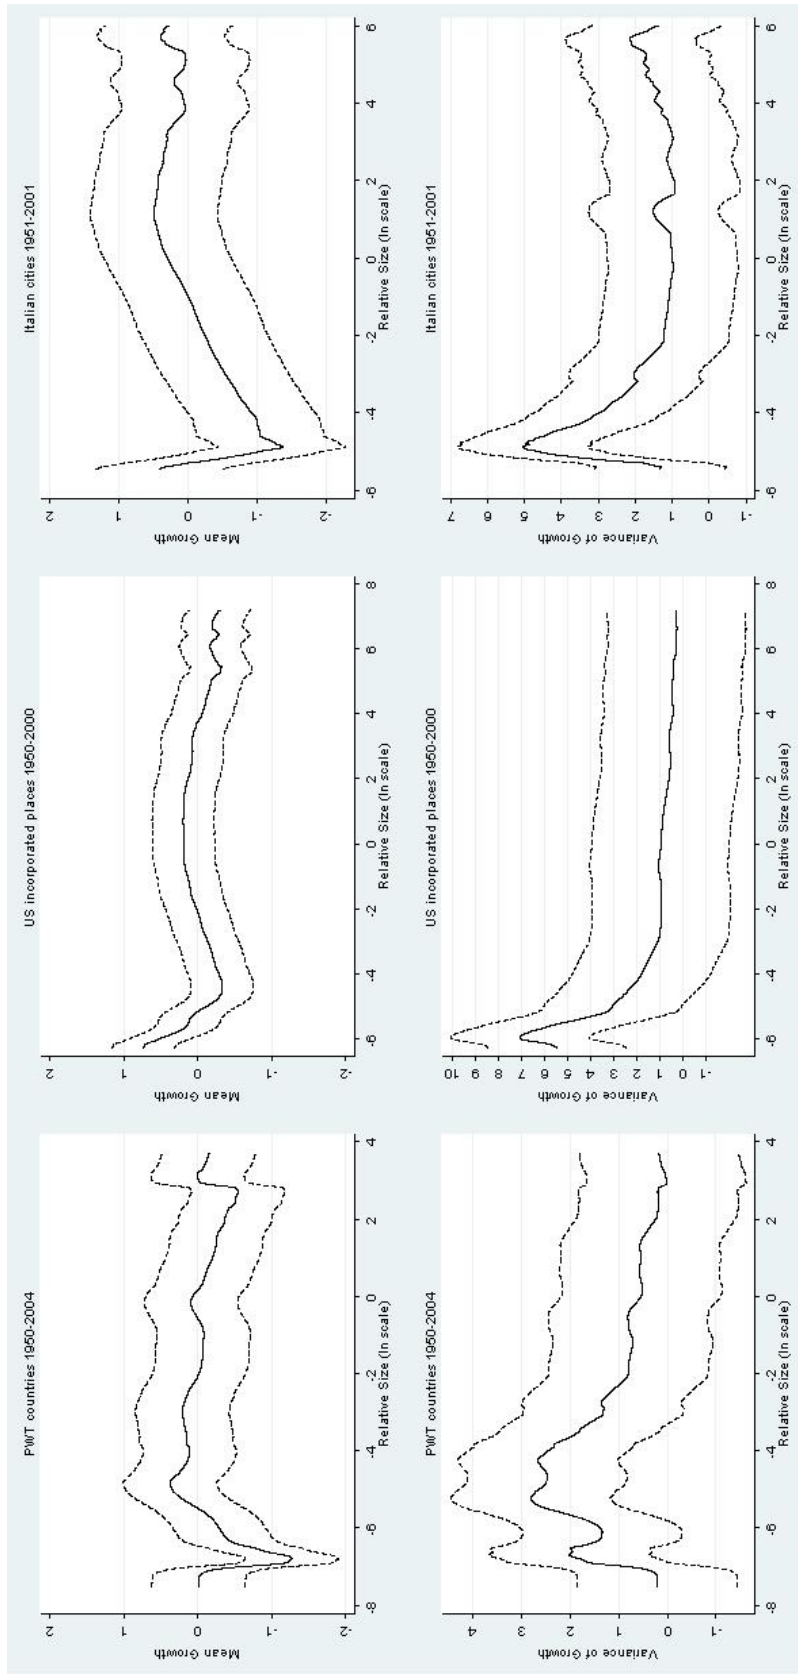 PWT countries 1950-2004
2
1
0
-1
-2
Mean Growth
-8 -6 -4 -2 0 2 4
Relative Size (ln scale)
US incorporated places 1950-2000
2
1
0
-1
-2
Mean Growth
-6 -4 -2 0 2 4 6 8
Relative Size (ln scale)
Italian cities 1951-2001
2
1
0
-1
-2
Mean Growth
-6 -4 -2 0 2 4 6
Relative Size (ln scale)
PWT countries 1950-2004
4
3
2
1
0
-1
Variance of Growth
-8 -6 -4 -2 0 2 4
Relative Size (ln scale)
US incorporated places 1950-2000
10
9
8
7
6
5
4
3
2
1
0
-1
Variance of Growth
-6 -4 -2 0 2 4 6 8
Relative Size (ln scale)
Italian cities 1951-2001
7
6
5
4
3
2
1
0
-1
Variance of Growth
-6 -4 -2 0 2 4 6
Relative Size (ln scale)